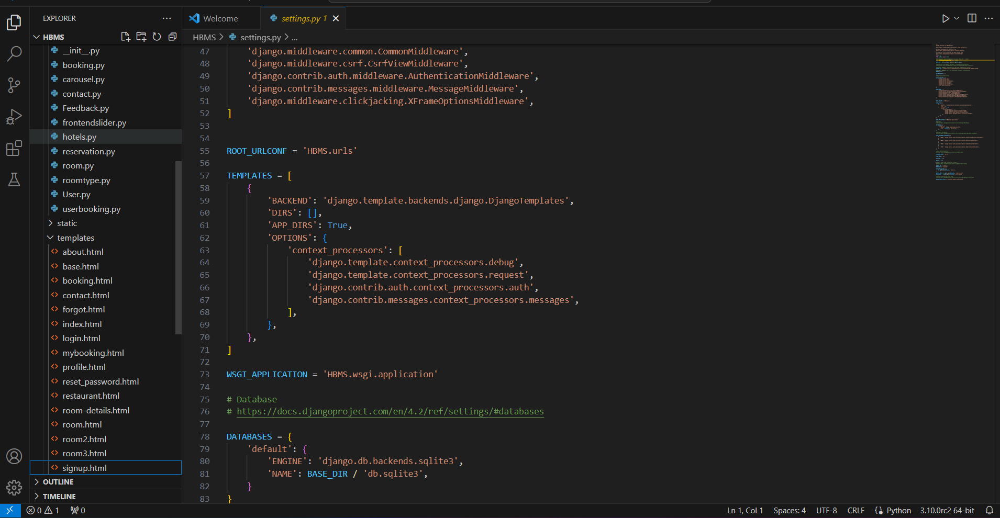 EXPLORER
HBMS
__init__.py
booking.py
carousel.py
contact.py
Feedback.py
frontendslider.py
hotels.py
reservation.py
room.py
roomtype.py
User.py
userbooking.py
static
templates
about.html
base.html
booking.html
contact.html
forgot.html
index.html
login.html
mybooking.html
profile.html
reset_password.html
restaurant.html
room-details.html
room.html
room2.html
room3.html
signup.html
OUTLINE
TIMELINE
Welcome
settings.py 1
HBMS > settings.py > ...
47 'django.middleware.common.CommonMiddleware',
48 'django.middleware.csrf.CsrfViewMiddleware',
49 'django.contrib.auth.middleware.AuthenticationMiddleware',
50 'django.contrib.messages.middleware.MessageMiddleware',
51 'django.middleware.clickjacking.XFrameOptionsMiddleware',
52 ]
53
54
55 ROOT_URLCONF = 'HBMS.urls'
56
57 TEMPLATES = [
58 {
59 'BACKEND': 'django.template.backends.django.DjangoTemplates',
60 'DIRS': [],
61 'APP_DIRS': True,
62 'OPTIONS': {
63 'context_processors': [
64 'django.template.context_processors.debug',
65 'django.template.context_processors.request',
66 'django.contrib.auth.context_processors.auth',
67 'django.contrib.messages.context_processors.messages',
68 ],
69 },
70 },
71 ]
72
73 WSGI_APPLICATION = 'HBMS.wsgi.application'
74
75 # Database
76 # https://docs.djangoproject.com/en/4.2/ref/settings/#databases
77
78 DATABASES = {
79 'default': {
80 'ENGINE': 'django.db.backends.sqlite3',
81 'NAME': BASE_DIR / 'db.sqlite3',
82 }
83 }
0 1 0
Ln 1, Col 1 Spaces: 4 UTF-8 CRLF Python 3.10.0rc2 64-bit